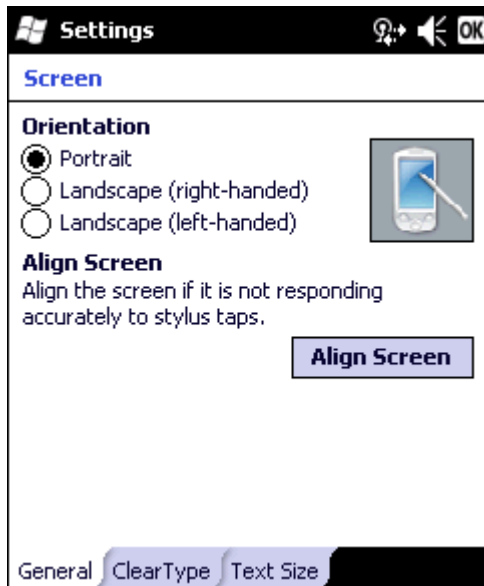 Settings
OK
Screen
Orientation
Portrait
Landscape (right-handed)
Landscape (left-handed)
Align Screen
Align the screen if it is not responding
accurately to stylus taps.
Align Screen
General ClearType Text Size